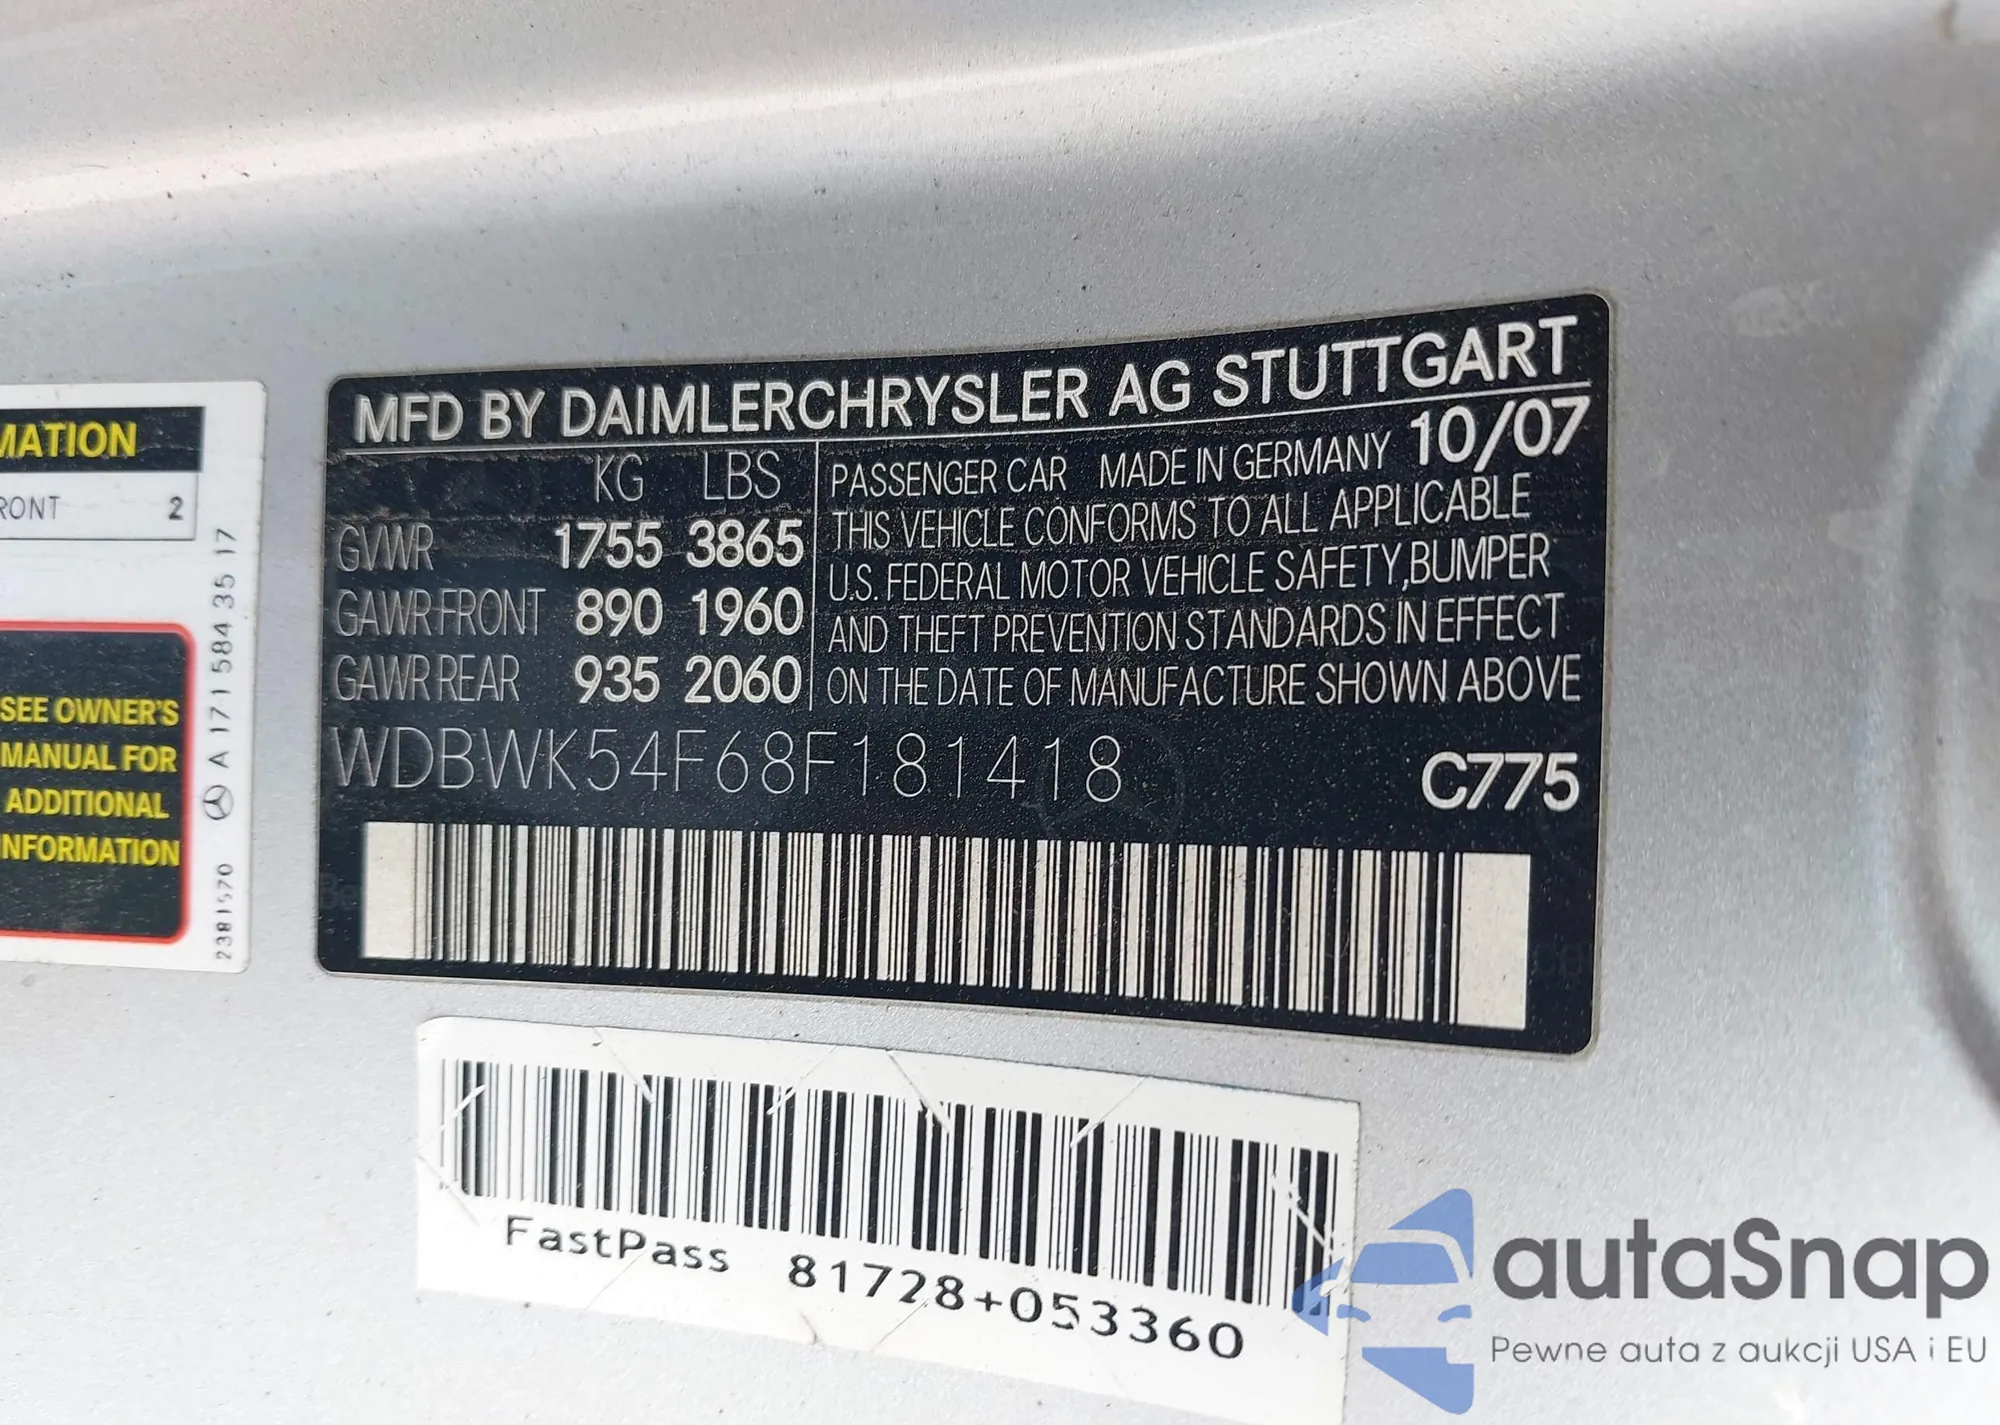 MATION
RONT 2
SEE OWNER'S
MANUAL FOR
ADDITIONAL
INFORMATION
2381570 A 171 584 35 17
MFD BY DAIMLERCHRYSLER AG STUTTGART
KG LBS
GVWR 1755 3865
GAWR FRONT 890 1960
GAWR REAR 935 2060
PASSENGER CAR MADE IN GERMANY 10/07
THIS VEHICLE CONFORMS TO ALL APPLICABLE
U.S. FEDERAL MOTOR VEHICLE SAFETY,BUMPER
AND THEFT PREVENTION STANDARDS IN EFFECT
ON THE DATE OF MANUFACTURE SHOWN ABOVE
WDBWK54F68F181418 C775
FastPass 81728+053360
autaSnap
Pewne auta z aukcji USA i EU